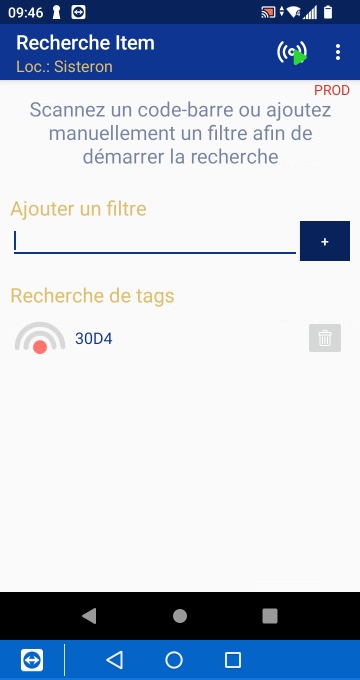 09:46
Recherche Item
Loc.: Sisteron
PROD
Scannez un code-barre ou ajoutez
manuellement un filtre afin de
démarrer la recherche
Ajouter un filtre
+
Recherche de tags
30D4